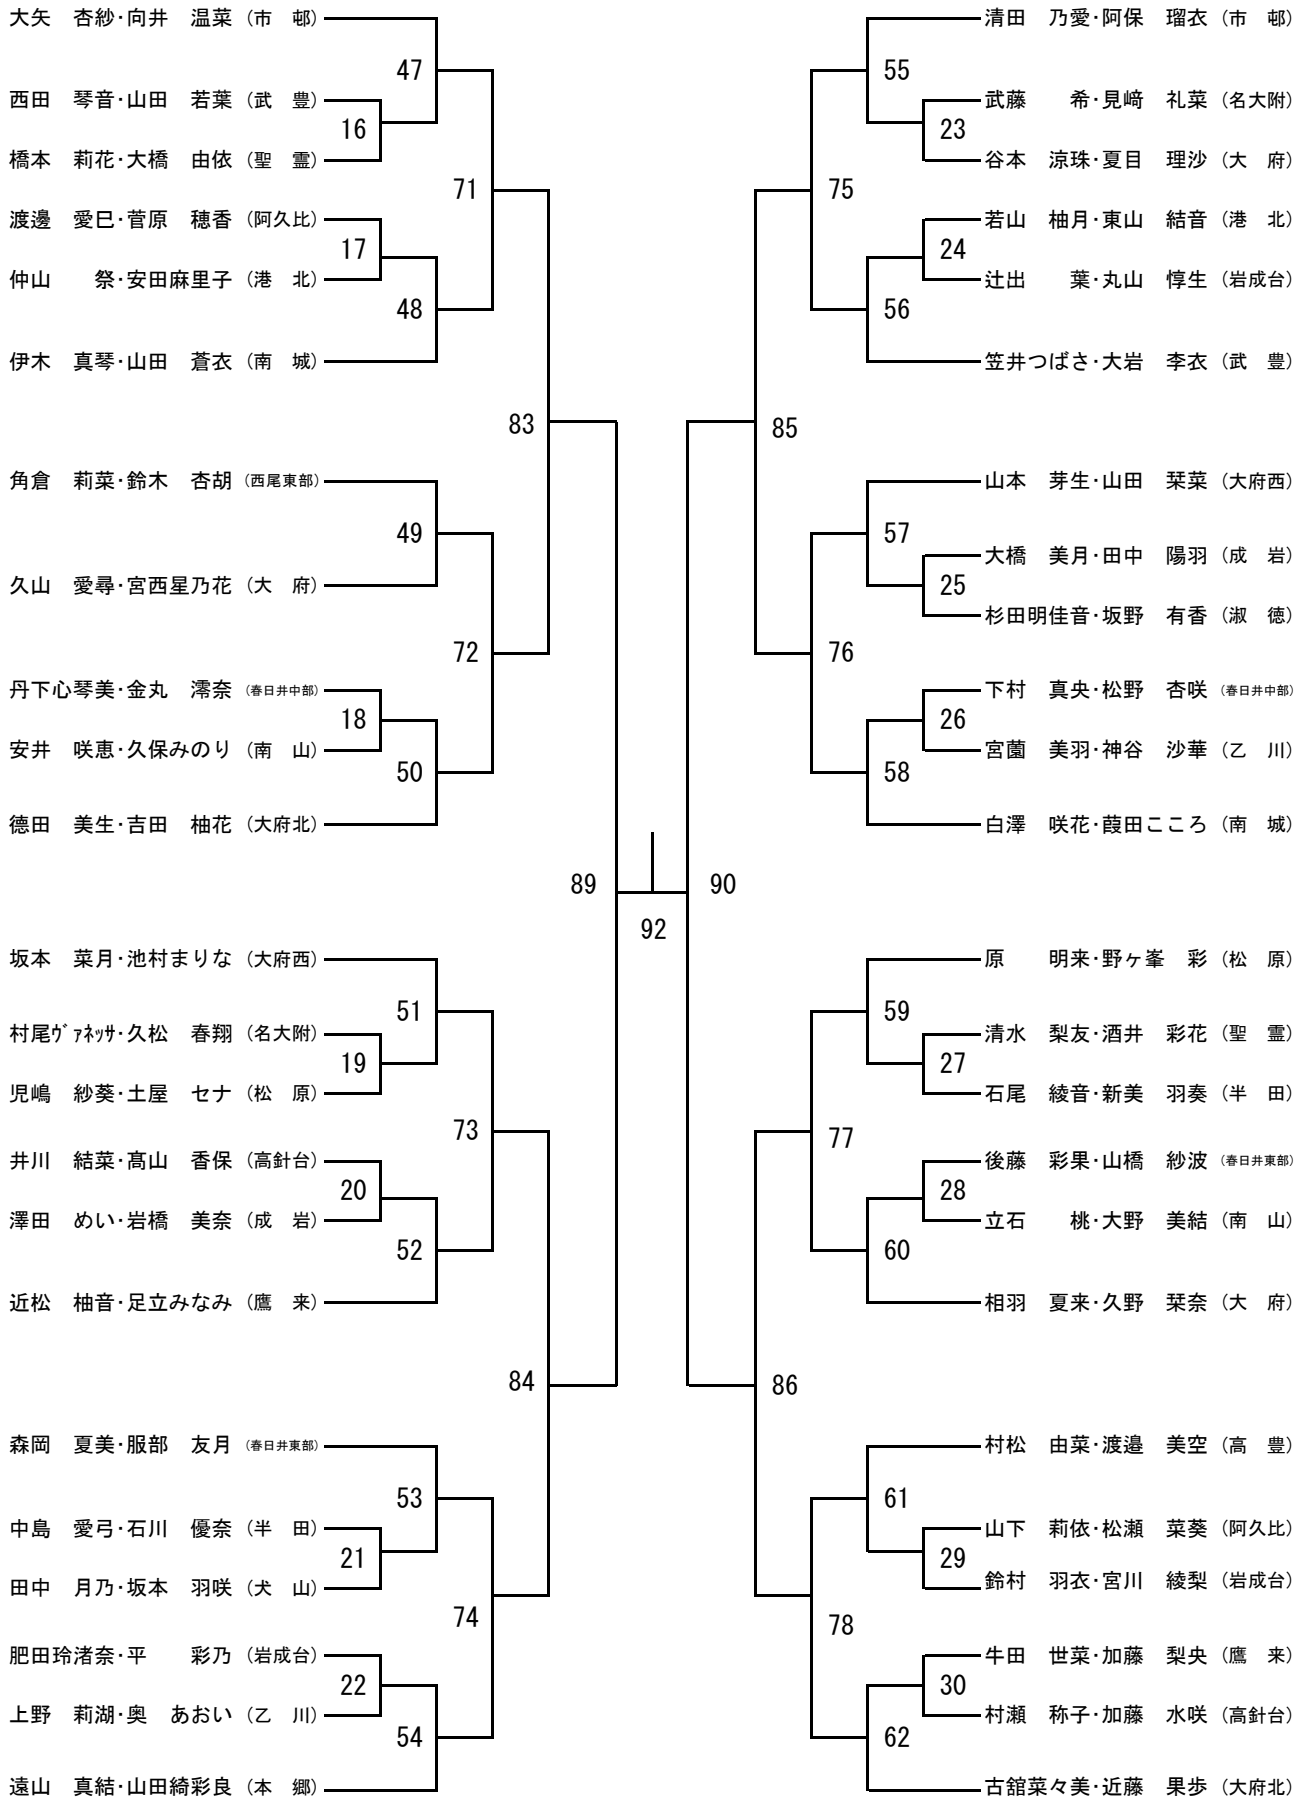 大矢　杏紗·向井　温菜（市　邨）
47
西田　琴音·山田　若葉（武　豊）
16
橋本　莉花·大橋　由依（聖　霊）
71
渡邊　愛巳·菅原　穂香（阿久比）
17
仲山　　祭·安田麻里子（港　北）
48
伊木　真琴·山田　蒼衣（南　城）
83
角倉　莉菜·鈴木　杏胡（西尾東部）
49
久山　愛尋·宮西星乃花（大　府）
72
丹下心琴美·金丸　澪奈（春日井中部）
18
安井　咲恵·久保みのり（南　山）
50
德田　美生·吉田　柚花（大府北）
89
坂本　菜月·池村まりな（大府西）
51
村尾ヴァネッサ·久松　春翔（名大附）
19
児嶋　紗葵·土屋　セナ（松　原）
73
井川　結菜·髙山　香保（高針台）
20
澤田　めい·岩橋　美奈（成　岩）
52
近松　柚音·足立みなみ（鷹　来）
84
森岡　夏美·服部　友月（春日井東部）
53
中島　愛弓·石川　優奈（半　田）
21
田中　月乃·坂本　羽咲（犬　山）
74
肥田玲渚奈·平　　彩乃（岩成台）
22
上野　莉湖·奥　あおい（乙　川）
54
遠山　真結·山田綺彩良（本　郷）
92
清田　乃愛·阿保　瑠衣（市　邨）
55
武藤　　希·見﨑　礼菜（名大附）
23
谷本　涼珠·夏目　理沙（大　府）
75
若山　柚月·東山　結音（港　北）
24
辻出　　葉·丸山　惇生（岩成台）
56
笠井つばさ·大岩　李衣（武　豊）
85
山本　芽生·山田　栞菜（大府西）
57
大橋　美月·田中　陽羽（成　岩）
25
杉田明佳音·坂野　有香（淑　徳）
76
下村　真央·松野　杏咲（春日井中部）
26
宮薗　美羽·神谷　沙華（乙　川）
58
白澤　咲花·葭田こころ（南　城）
90
原　　明来·野ヶ峯　彩（松　原）
59
清水　梨友·酒井　彩花（聖　霊）
27
石尾　綾音·新美　羽奏（半　田）
77
後藤　彩果·山橋　紗波（春日井東部）
28
立石　　桃·大野　美結（南　山）
60
相羽　夏来·久野　栞奈（大　府）
86
村松　由菜·渡邉　美空（高　豊）
61
山下　莉依·松瀬　菜葵（阿久比）
29
鈴村　羽衣·宮川　綾梨（岩成台）
78
牛田　世菜·加藤　梨央（鷹　来）
30
村瀬　称子·加藤　水咲（高針台）
62
古舘菜々美·近藤　果歩（大府北）